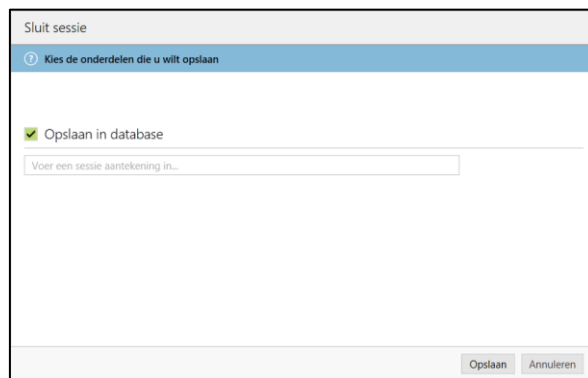 Sluit sessie
Kies de onderdelen die u wilt opslaan
Opslaan in database
Voer een sessie aantekening in...
Opslaan Annuleren